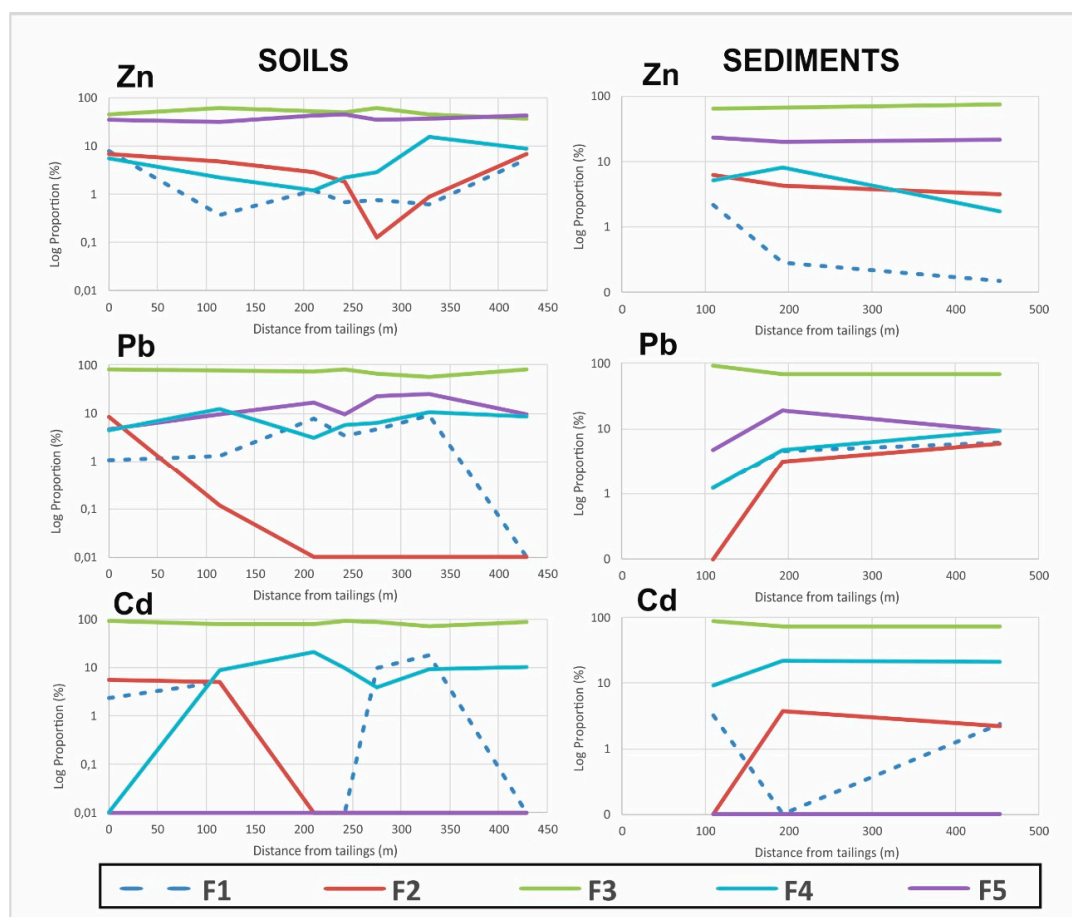 SOILS
SEDIMENTS
Zn
Log Proportion (%)
100
10
1
0,1
0,01
0 50 100 150 200 250 300 350 400 450
Distance from tailings (m)
Zn
Log Proportion (%)
100
10
1
0
0 100 200 300 400 500
Distance from tailings (m)
Pb
Log Proportion (%)
100
10
1
0,1
0,01
0 50 100 150 200 250 300 350 400 450
Distance from tailings (m)
Pb
Log Proportion (%)
100
10
1
0
0 100 200 300 400 500
Distance from tailings (m)
Cd
Log Proportion (%)
100
10
1
0,1
0,01
0 50 100 150 200 250 300 350 400 450
Distance from tailings (m)
Cd
Log Proportion (%)
100
10
1
0
0 100 200 300 400 500
Distance from tailings (m)
F1 F2 F3 F4 F5